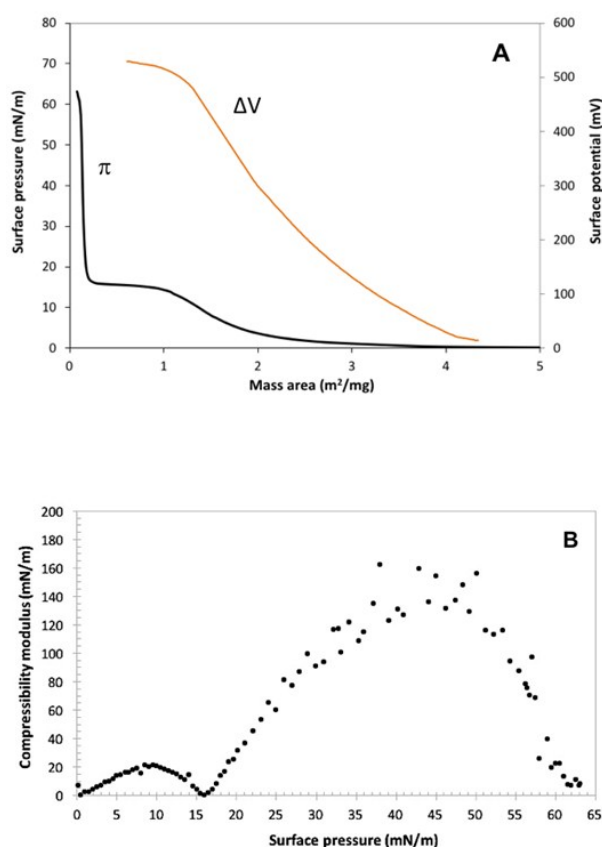 A
80
70
60
50
40
30
20
10
0
Surface pressure (mN/m)
600
500
400
300
200
100
0
Surface potential (mV)
ΔV
π
0 1 2 3 4 5
Mass area (m²/mg)
B
200
180
160
140
120
100
80
60
40
20
0
Compressibility modulus (mN/m)
0 5 10 15 20 25 30 35 40 45 50 55 60 65
Surface pressure (mN/m)